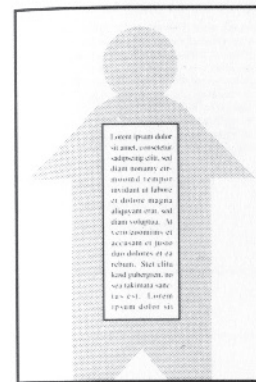 Lorem ipsum dolor
sit amet, consetetur
sadipscing elitr, sed
diam nonumy eir-
mod tempor
invidunt ut labore
et dolore magna
aliquyam erat, sed
diam voluptua. At
vero eos et
accusam et justo
duo dolores et ea
rebum. Stet clita
kasd gubergren, no
sea takimata sanc-
tus est. Lorem
ipsum dolor sit